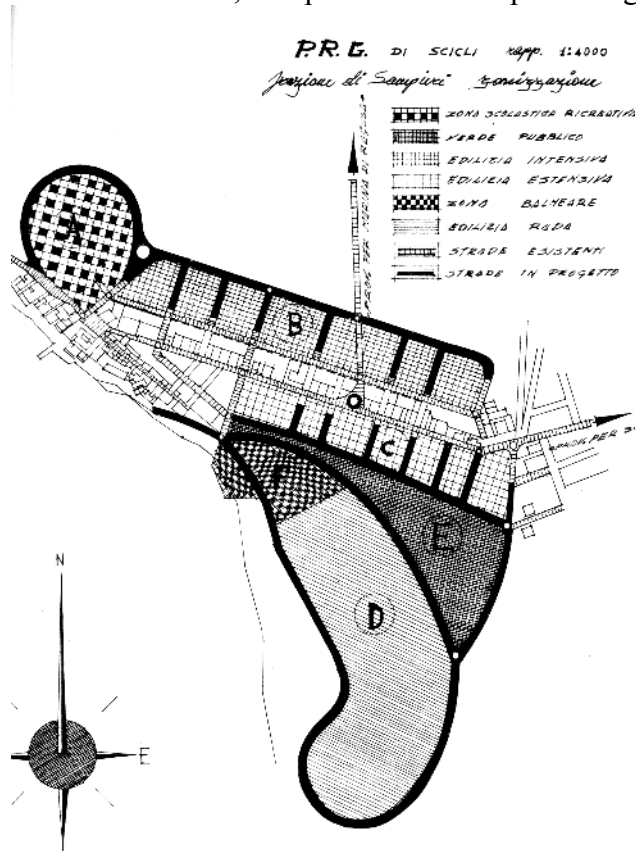 P.R.G. DI SCICLI rapp. 1:4000
frazione di Sampieri zonizzazione
ZONA SCOLASTICA RICREATIVA
VERDE PUBBLICO
EDILIZIA INTENSIVA
EDILIZIA ESTENSIVA
ZONA BALNEARE
EDILIZIA RADA
STRADE ESISTENTI
STRADE IN PROGETTO
A
B
C
PER
F
E
D
N
E